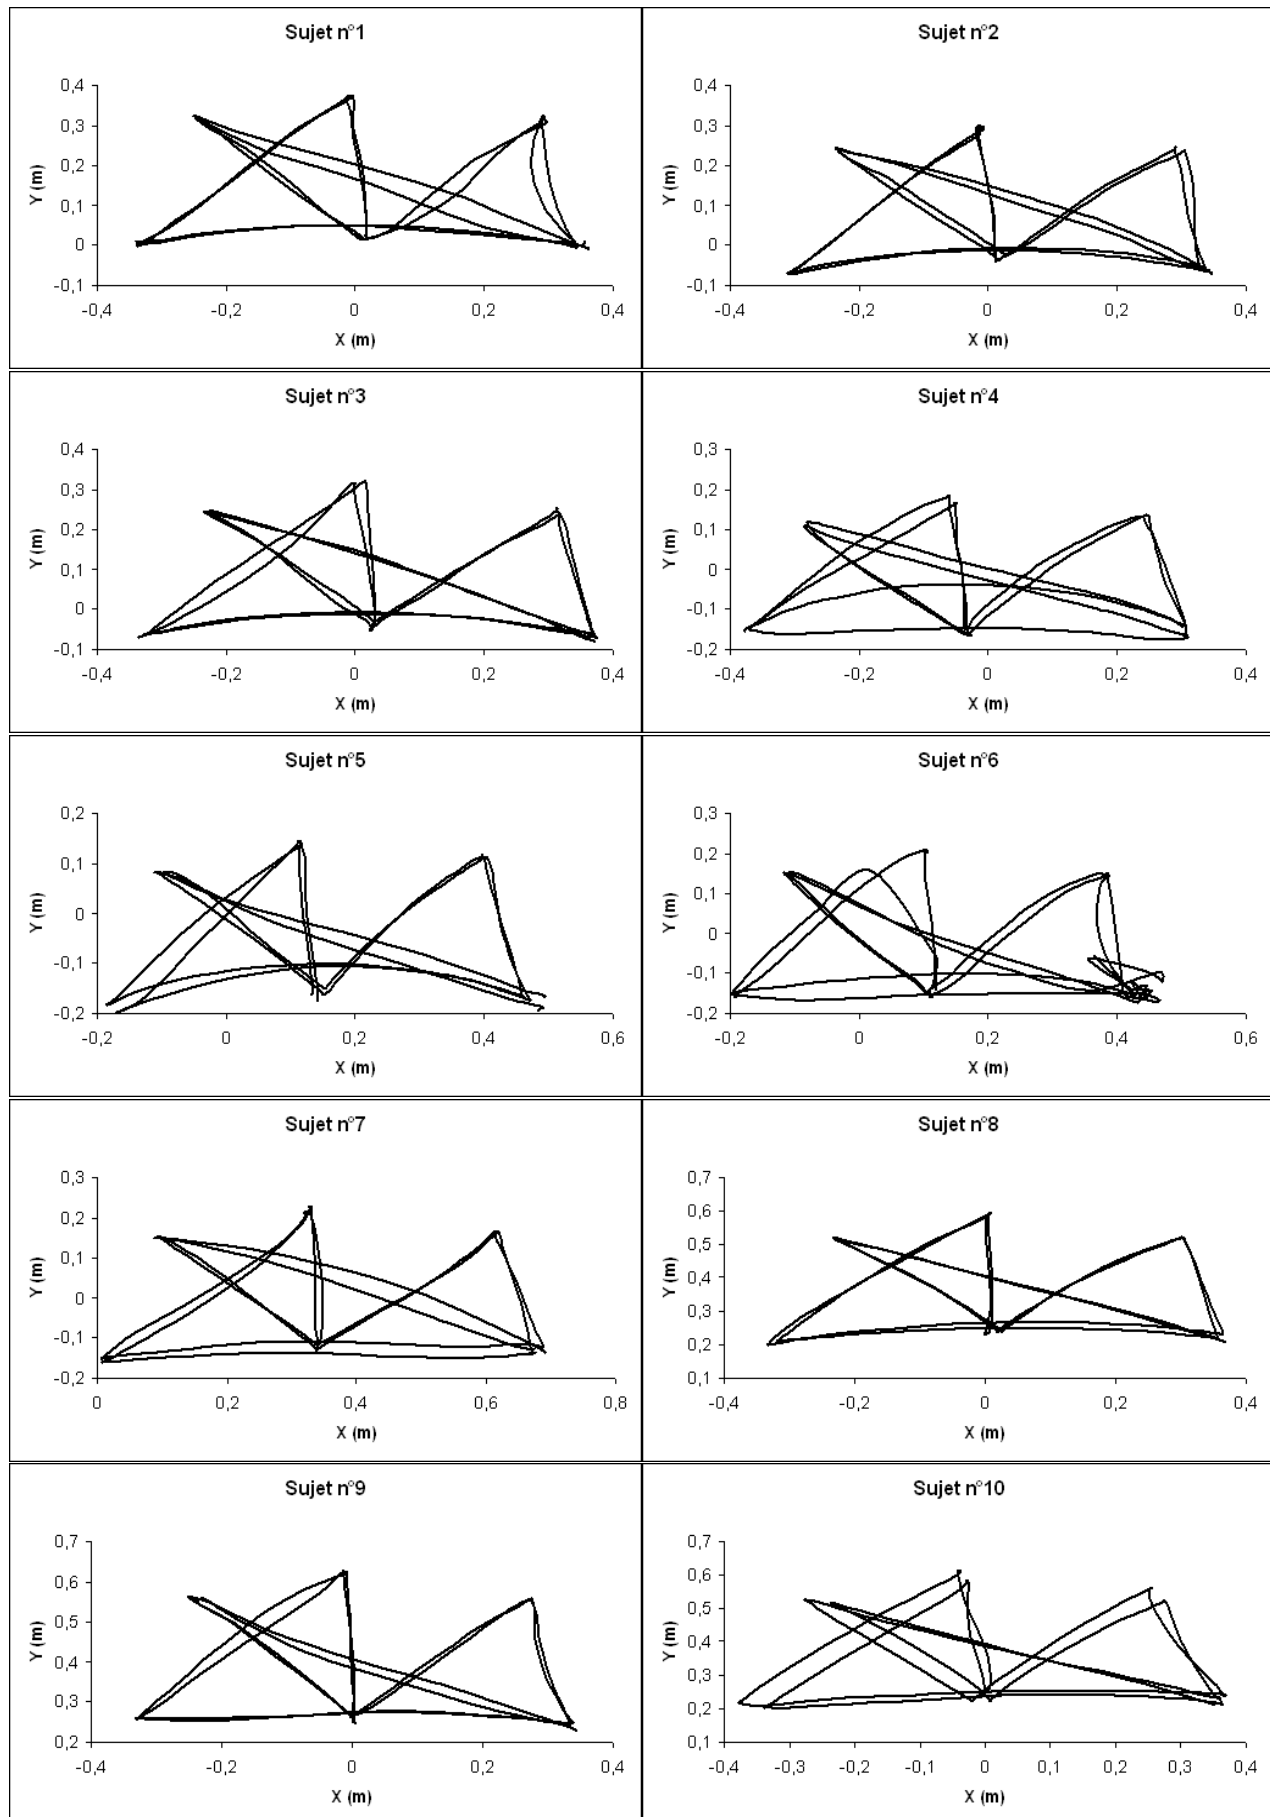 Sujet n°1
0,4
0,3
0,2
0,1
0
-0,1
Y (m)
-0,4 -0,2 0 0,2 0,4
X (m)
Sujet n°2
0,4
0,3
0,2
0,1
0
-0,1
Y (m)
-0,4 -0,2 0 0,2 0,4
X (m)
Sujet n°3
0,4
0,3
0,2
0,1
0
-0,1
Y (m)
-0,4 -0,2 0 0,2 0,4
X (m)
Sujet n°4
0,3
0,2
0,1
0
-0,1
-0,2
Y (m)
-0,4 -0,2 0 0,2 0,4
X (m)
Sujet n°5
0,2
0,1
0
-0,1
-0,2
Y (m)
-0,2 0 0,2 0,4 0,6
X (m)
Sujet n°6
0,3
0,2
0,1
0
-0,1
-0,2
Y (m)
-0,2 0 0,2 0,4 0,6
X (m)
Sujet n°7
0,3
0,2
0,1
0
-0,1
-0,2
Y (m)
0 0,2 0,4 0,6 0,8
X (m)
Sujet n°8
0,7
0,6
0,5
0,4
0,3
0,2
0,1
Y (m)
-0,4 -0,2 0 0,2 0,4
X (m)
Sujet n°9
0,7
0,6
0,5
0,4
0,3
0,2
Y (m)
-0,4 -0,2 0 0,2 0,4
X (m)
Sujet n°10
0,7
0,6
0,5
0,4
0,3
0,2
0,1
Y (m)
-0,4 -0,3 -0,2 -0,1 0 0,1 0,2 0,3 0,4
X (m)